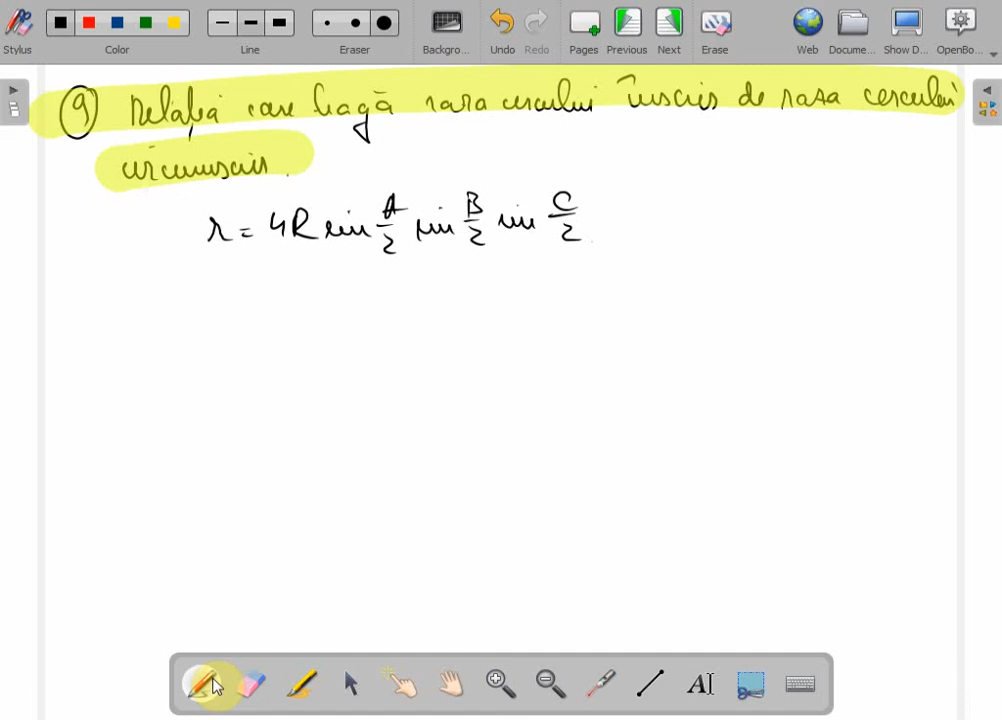 Stylus Color Line Eraser Backgro... Undo Redo Pages Previous Next Erase Web Docume... Show D... OpenBo...
9 Relația care leagă raza cercului înscris de raza cercului
circumscris.
r = 4R sin A/2 sin B/2 sin C/2